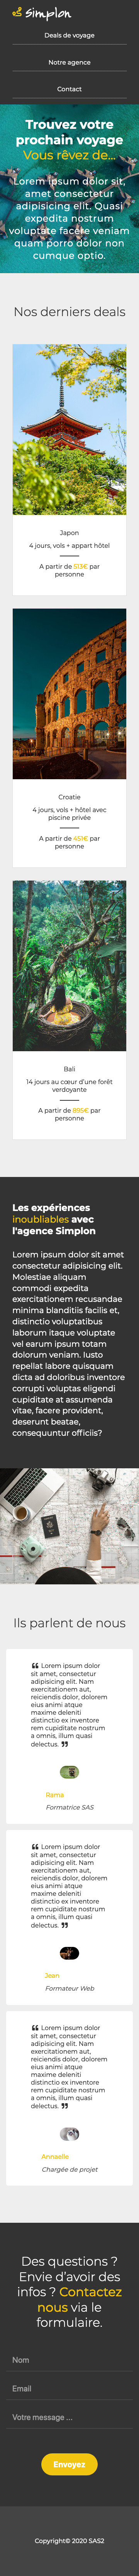 Simplon
Deals de voyage
Notre agence
Contact
Trouvez votre
prochain voyage
Vous rêvez de...
Lorem ipsum dolor sit,
amet consectetur
adipisicing elit. Quasi
expedita nostrum
voluptate facere veniam
quam porro dolor non
cumque optio.
Nos derniers deals
Japon
4 jours, vols + appart hôtel
A partir de 513€ par
personne
Croatie
4 jours, vols + hôtel avec
piscine privée
A partir de 451€ par
personne
Bali
14 jours au cœur d'une forêt
verdoyante
A partir de 895€ par
personne
Les expériences
inoubliables avec
l'agence Simplon
Lorem ipsum dolor sit amet
consectetur adipisicing elit.
Molestiae aliquam
commodi expedita
exercitationem recusandae
minima blanditiis facilis et,
distinctio voluptatibus
laborum itaque voluptate
vel earum ipsum totam
dolorum veniam. Iusto
repellat labore quisquam
dicta ad doloribus inventore
corrupti voluptas eligendi
cupiditate at assumenda
vitae, facere provident,
deserunt beatae,
consequuntur officiis?
Ils parlent de nous
❝ Lorem ipsum dolor
sit amet, consectetur
adipisicing elit. Nam
exercitationem aut,
reiciendis dolor, dolorem
eius animi atque
maxime deleniti
distinctio ex inventore
rem cupiditate nostrum
a omnis, illum quasi
delectus. ❞
Rama
Formatrice SAS
❝ Lorem ipsum dolor
sit amet, consectetur
adipisicing elit. Nam
exercitationem aut,
reiciendis dolor, dolorem
eius animi atque
maxime deleniti
distinctio ex inventore
rem cupiditate nostrum
a omnis, illum quasi
delectus. ❞
Jean
Formateur Web
❝ Lorem ipsum dolor
sit amet, consectetur
adipisicing elit. Nam
exercitationem aut,
reiciendis dolor, dolorem
eius animi atque
maxime deleniti
distinctio ex inventore
rem cupiditate nostrum
a omnis, illum quasi
delectus. ❞
Annaelle
Chargée de projet
Des questions ?
Envie d'avoir des
infos ? Contactez
nous via le
formulaire.
Nom
Email
Votre message ...
Envoyez
Copyright© 2020 SAS2